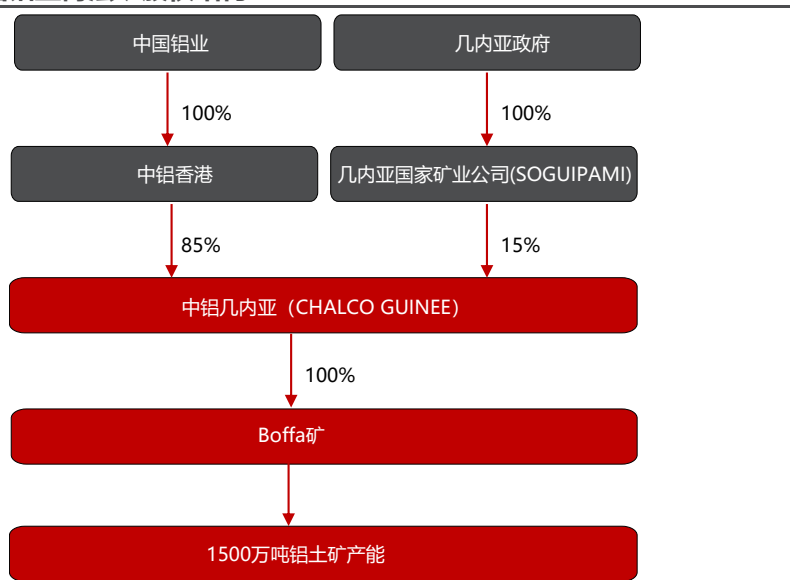 中国铝业
几内亚政府
100%
100%
中铝香港
几内亚国家矿业公司(SOGUIPAMI)
85%
15%
中铝几内亚（CHALCO GUINEE）
100%
Boffa矿
1500万吨铝土矿产能